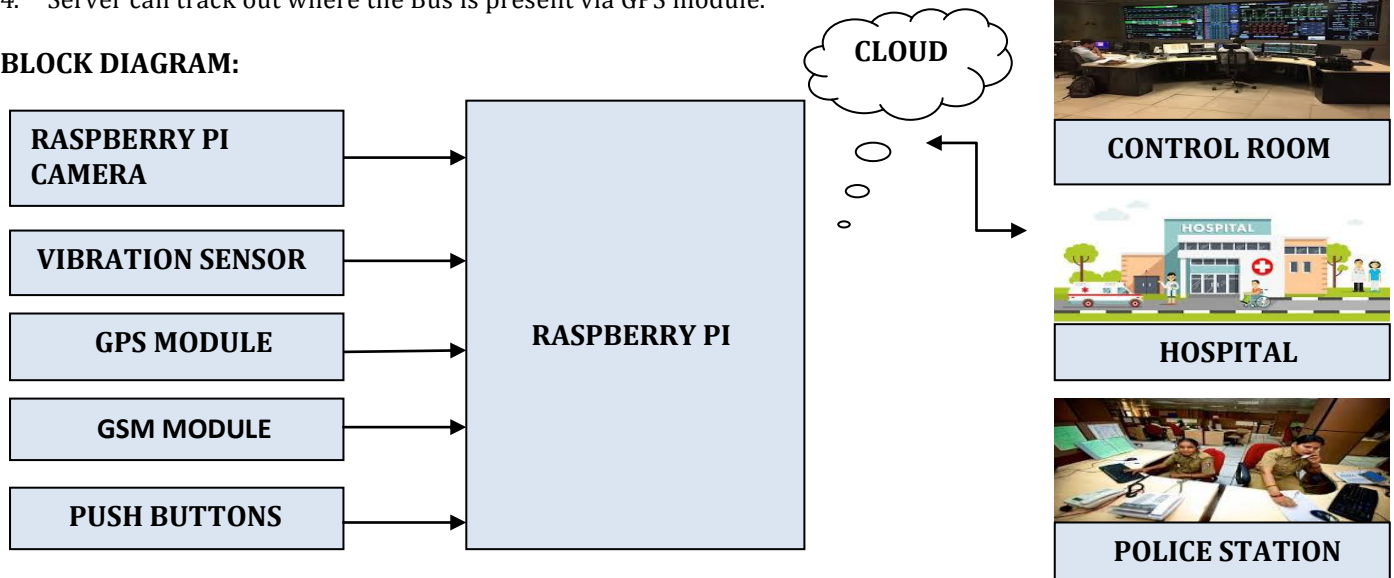 4. Server can track out where the Bus is present via GPS module.
BLOCK DIAGRAM:
RASPBERRY PI
CAMERA
VIBRATION SENSOR
GPS MODULE
GSM MODULE
PUSH BUTTONS
RASPBERRY PI
CLOUD
CONTROL ROOM
HOSPITAL
HOSPITAL
POLICE STATION